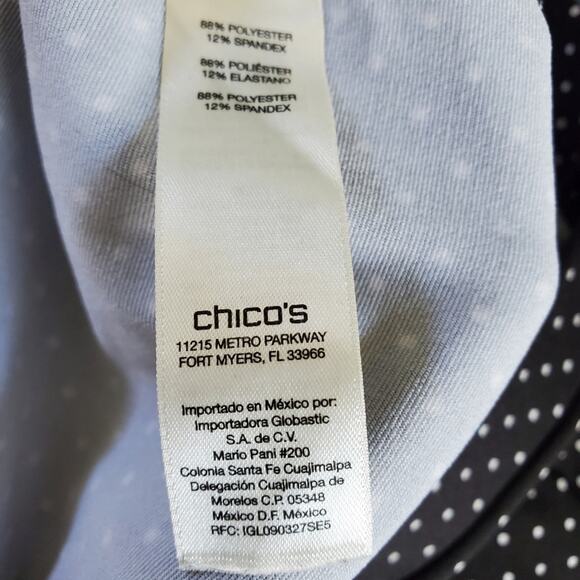 88% POLYESTER
12% SPANDEX
88% POLIÉSTER
12% ELASTANO
88% POLYESTER
12% SPANDEX
chico's
11215 METRO PARKWAY
FORT MYERS, FL 33966
Importado en México por:
Importadora Globastic
S.A. de C.V.
Mario Pani #200
Colonia Santa Fe Cuajimalpa
Delegación Cuajimalpa de
Morelos C.P. 05348
México D.F. México
RFC: IGL090327SE5